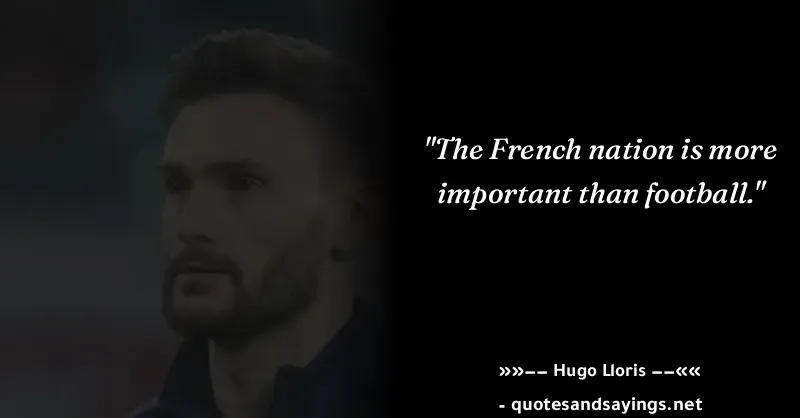 "The French nation is more
important than football."
»»–– Hugo Lloris ––««
- quotesandsayings.net